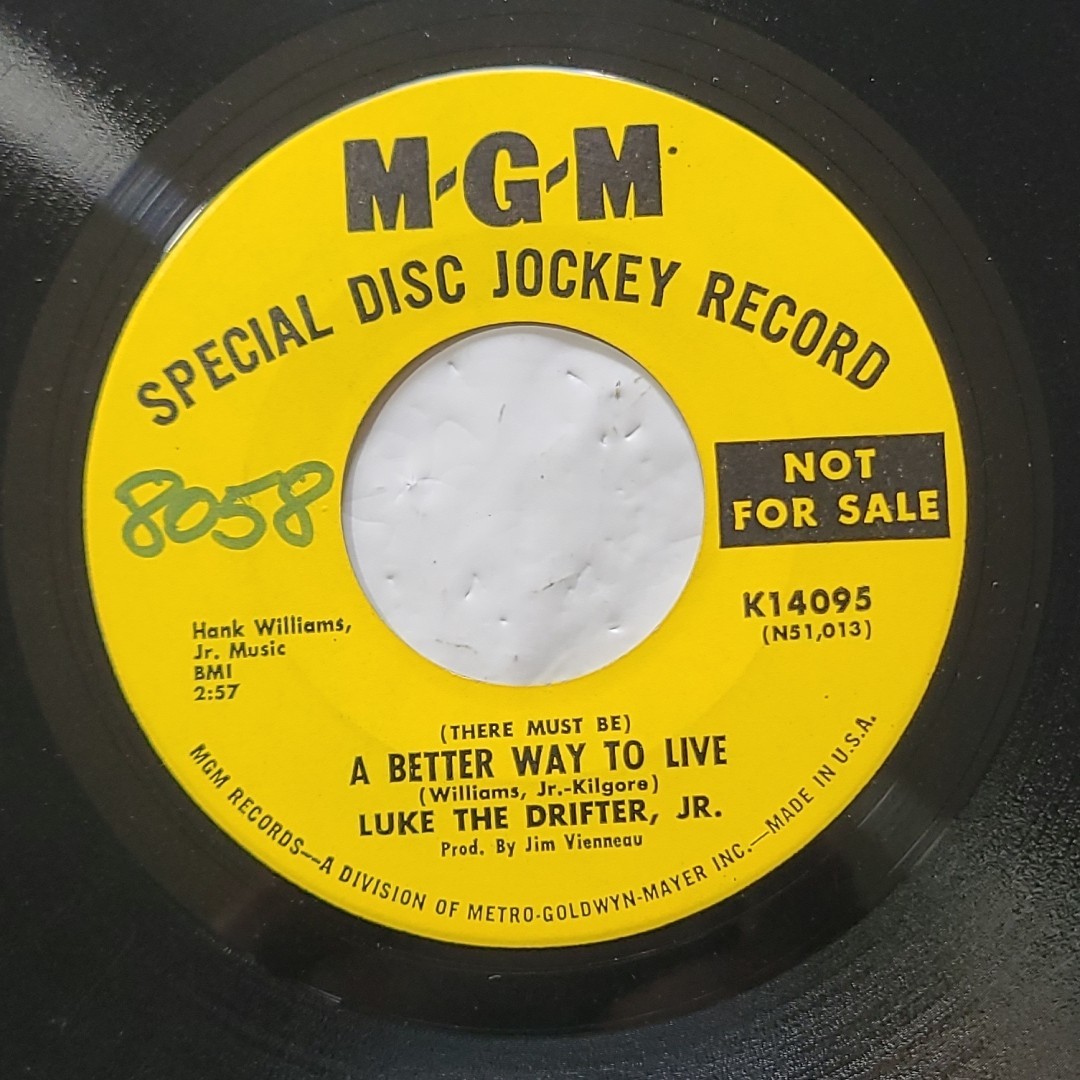 M-G-M
SPECIAL DISC JOCKEY RECORD
NOT
FOR SALE
8058
K14095
(N51,013)
Hank Williams,
Jr. Music
BMI
2:57
(THERE MUST BE)
A BETTER WAY TO LIVE
(Williams, Jr.-Kilgore)
LUKE THE DRIFTER, JR.
Prod. By Jim Vienneau
MGM RECORDS—A DIVISION OF METRO-GOLDWYN-MAYER INC.—MADE IN U.S.A.